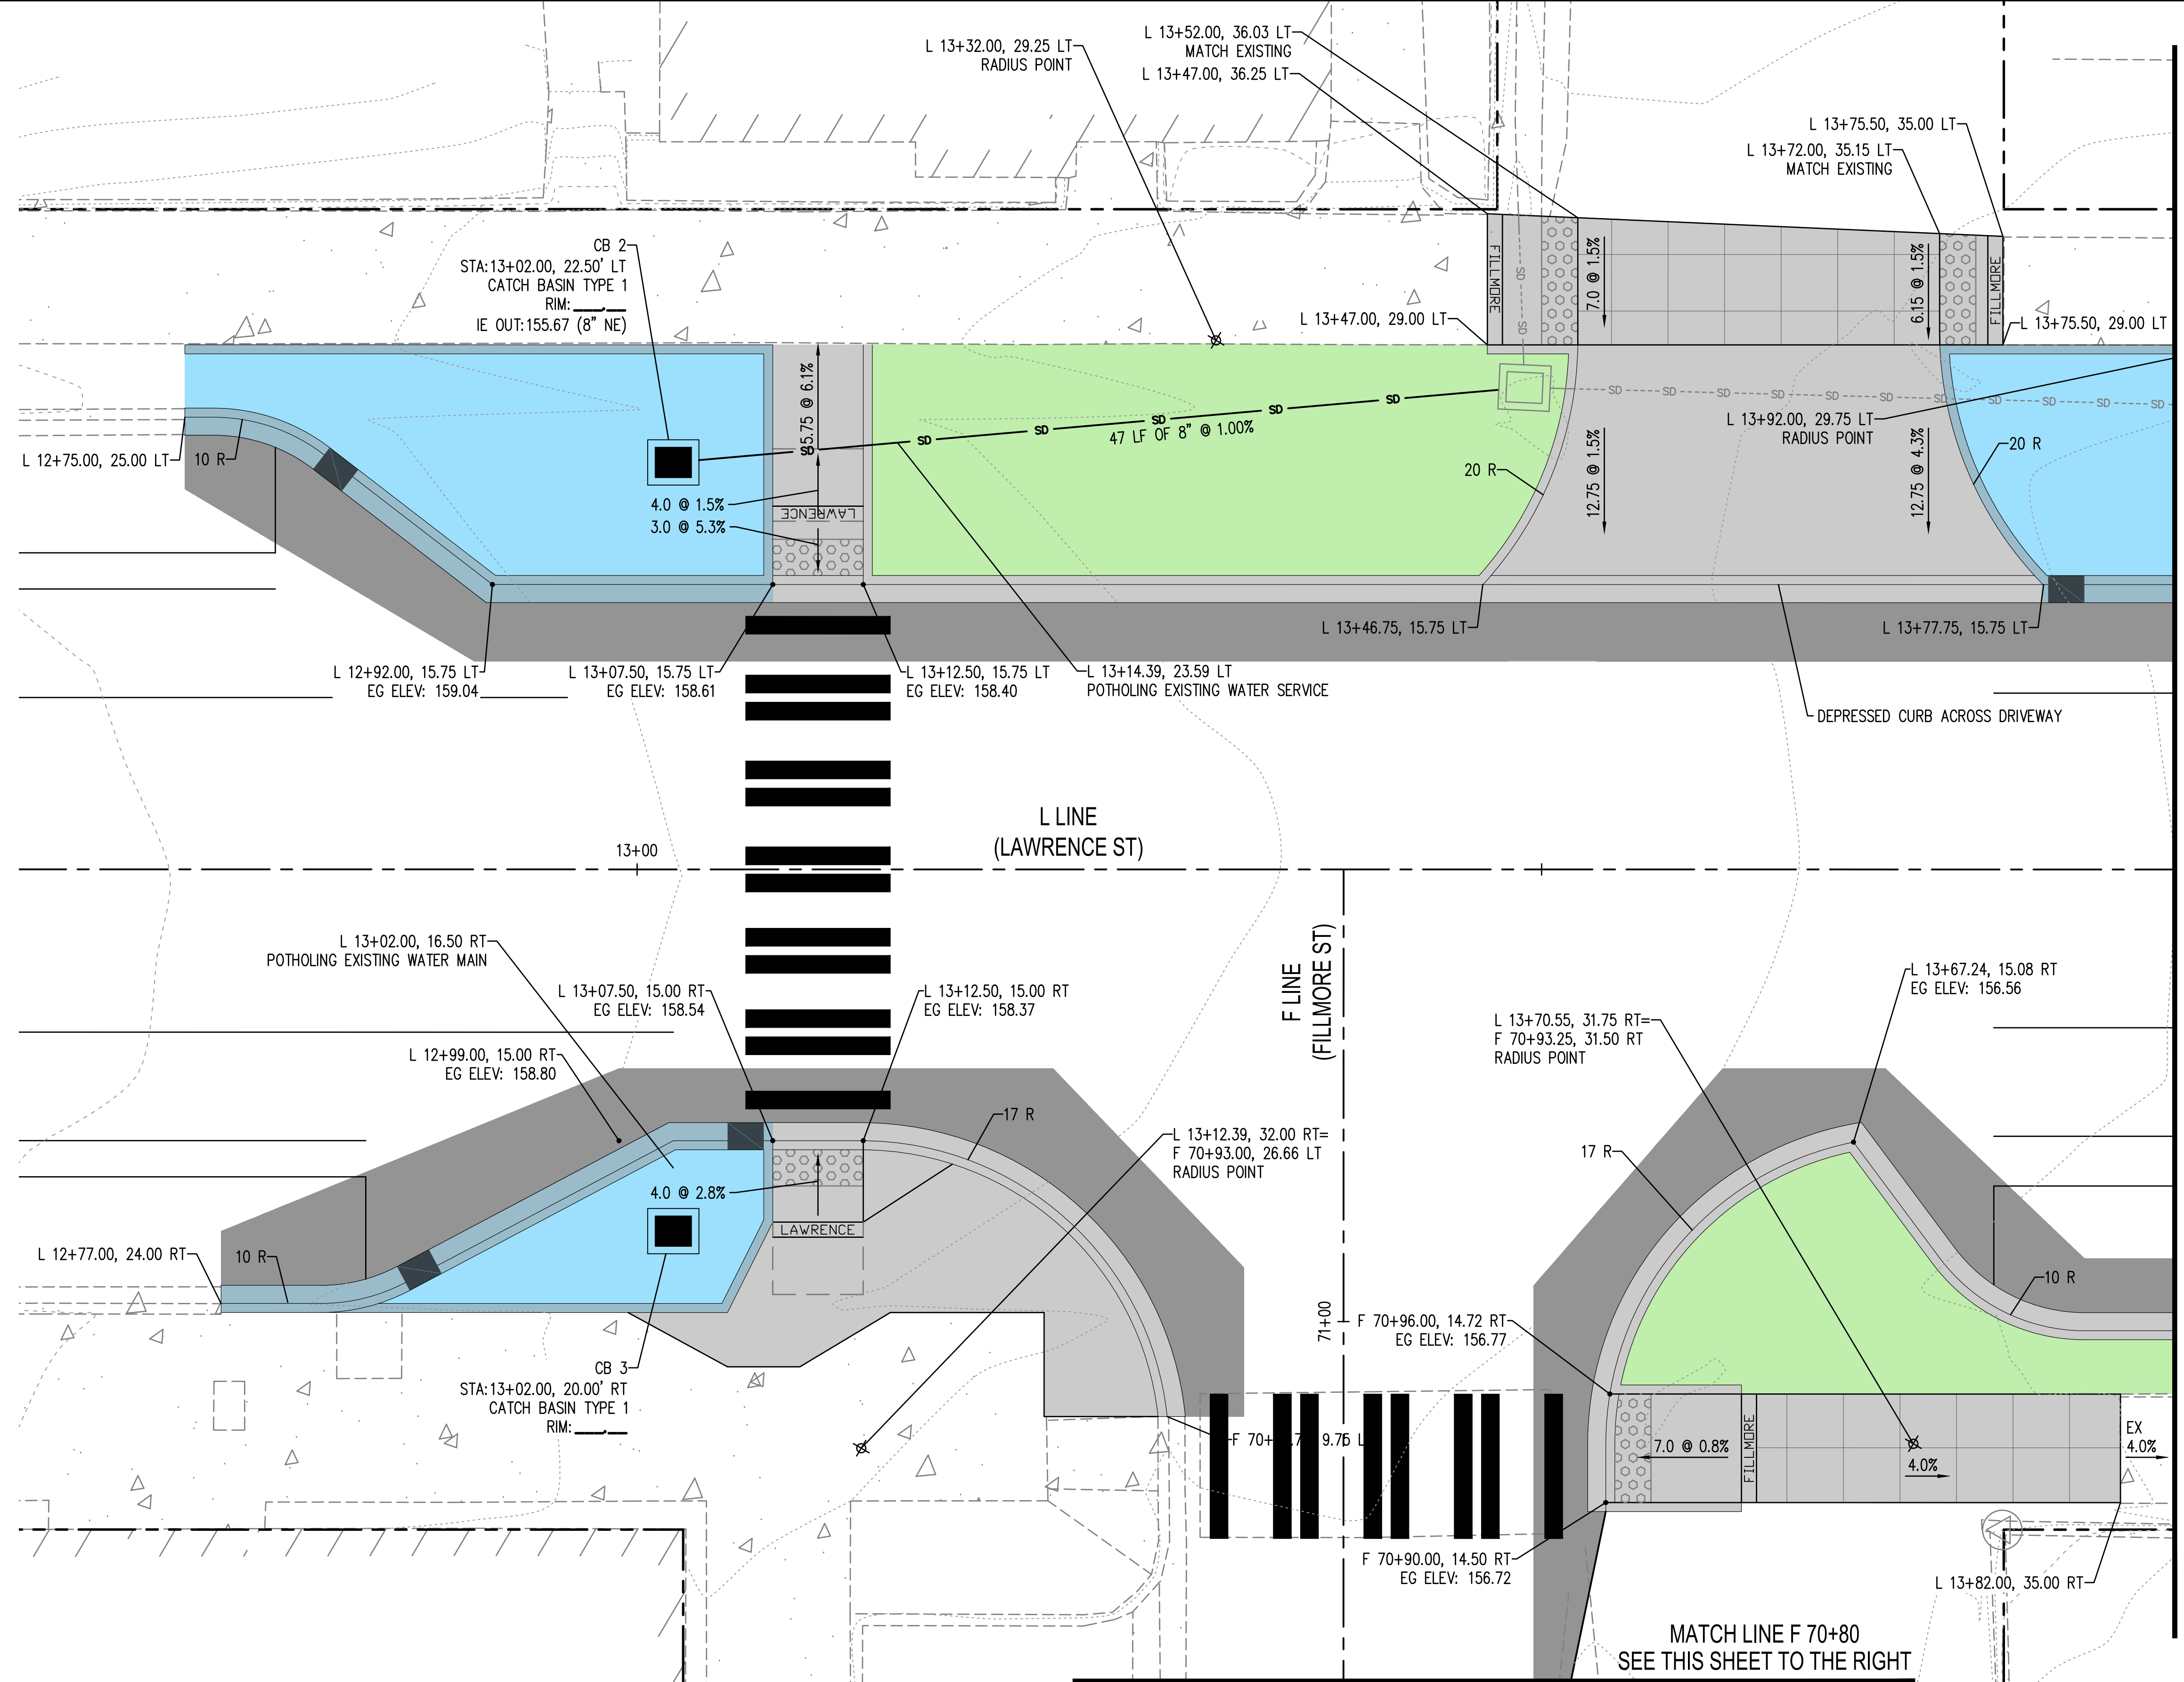 L 13+52.00, 36.03 LT
MATCH EXISTING
L 13+47.00, 36.25 LT
L 13+32.00, 29.25 LT
RADIUS POINT
L 13+75.50, 35.00 LT
L 13+72.00, 35.15 LT
MATCH EXISTING
CB 2
STA:13+02.00, 22.50' LT
CATCH BASIN TYPE 1
RIM:
IE OUT:155.67 (8" NE)
FILLMORE
SD
SD
7.0 @ 1.5%
6.15 @ 1.5%
FILLMORE
L 13+47.00, 29.00 LT
L 13+75.50, 29.00 LT
5.75 @ 6.1%
SD SD SD SD SD SD
47 LF OF 8" @ 1.00%
SD SD SD SD SD SD SD SD SD SD
L 13+92.00, 29.75 LT
RADIUS POINT
L 12+75.00, 25.00 LT
10 R
20 R
12.75 @ 1.5%
12.75 @ 4.3%
20 R
4.0 @ 1.5%
3.0 @ 5.3%
LAWRENCE
L 13+46.75, 15.75 LT
L 13+77.75, 15.75 LT
L 12+92.00, 15.75 LT
EG ELEV: 159.04
L 13+07.50, 15.75 LT
EG ELEV: 158.61
L 13+12.50, 15.75 LT
EG ELEV: 158.40
L 13+14.39, 23.59 LT
POTHOLING EXISTING WATER SERVICE
DEPRESSED CURB ACROSS DRIVEWAY
L LINE
(LAWRENCE ST)
13+00
F LINE
(FILLMORE ST)
L 13+02.00, 16.50 RT
POTHOLING EXISTING WATER MAIN
L 13+07.50, 15.00 RT
EG ELEV: 158.54
L 13+12.50, 15.00 RT
EG ELEV: 158.37
L 13+67.24, 15.08 RT
EG ELEV: 156.56
L 13+70.55, 31.75 RT=
F 70+93.25, 31.50 RT
RADIUS POINT
L 12+99.00, 15.00 RT
EG ELEV: 158.80
17 R
L 13+12.39, 32.00 RT=
F 70+93.00, 26.66 LT
RADIUS POINT
17 R
4.0 @ 2.8%
LAWRENCE
L 12+77.00, 24.00 RT
10 R
10 R
71+00
F 70+96.00, 14.72 RT
EG ELEV: 156.77
CB 3
STA:13+02.00, 20.00' RT
CATCH BASIN TYPE 1
RIM:
F 70+
7.0 @ 0.8%
FILLMORE
4.0%
EX
4.0%
F 70+90.00, 14.50 RT
EG ELEV: 156.72
L 13+82.00, 35.00 RT
MATCH LINE F 70+80
SEE THIS SHEET TO THE RIGHT